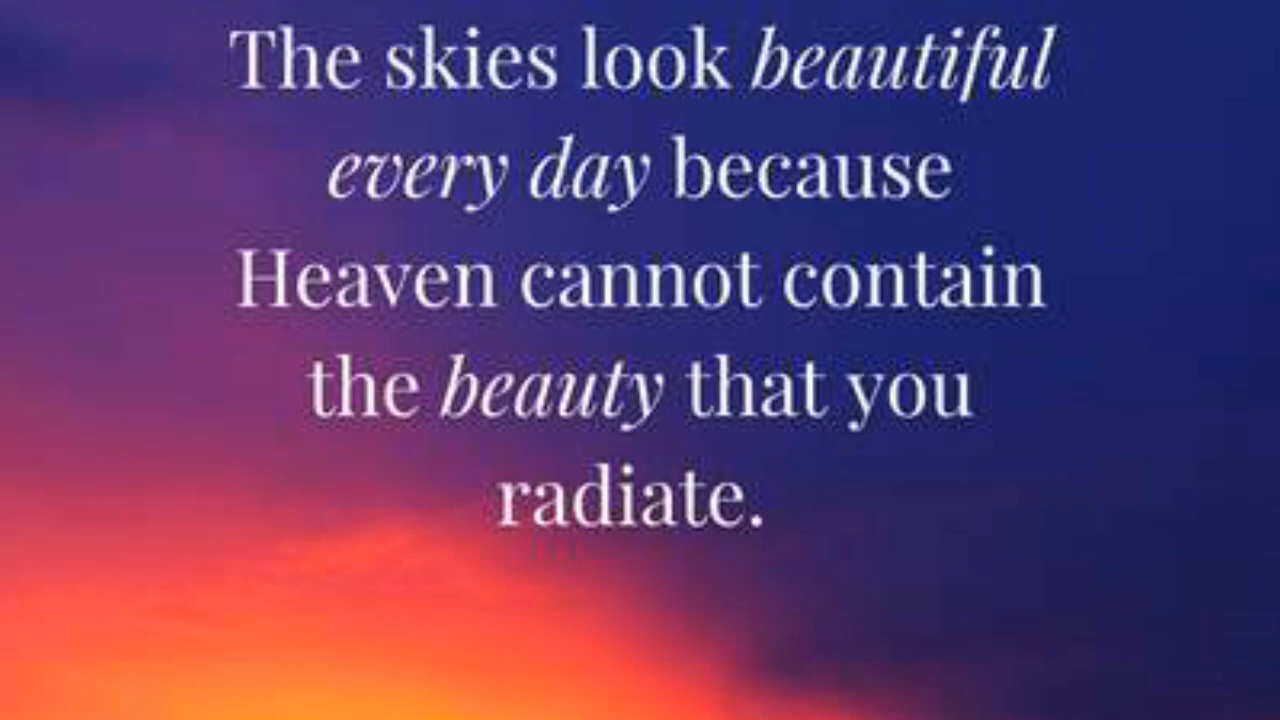 The skies look beautiful
every day because
Heaven cannot contain
the beauty that you
radiate.